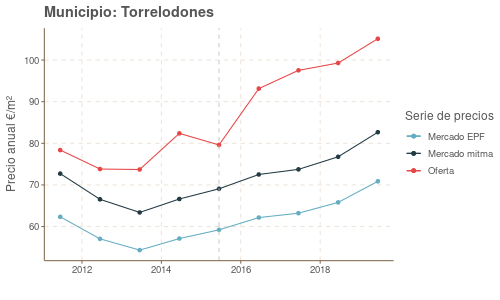 Municipio: Torrelodones
Precio anual €/m²
100
90
80
70
60
2012
2014
2016
2018
Serie de precios
Mercado EPF
Mercado mitma
Oferta